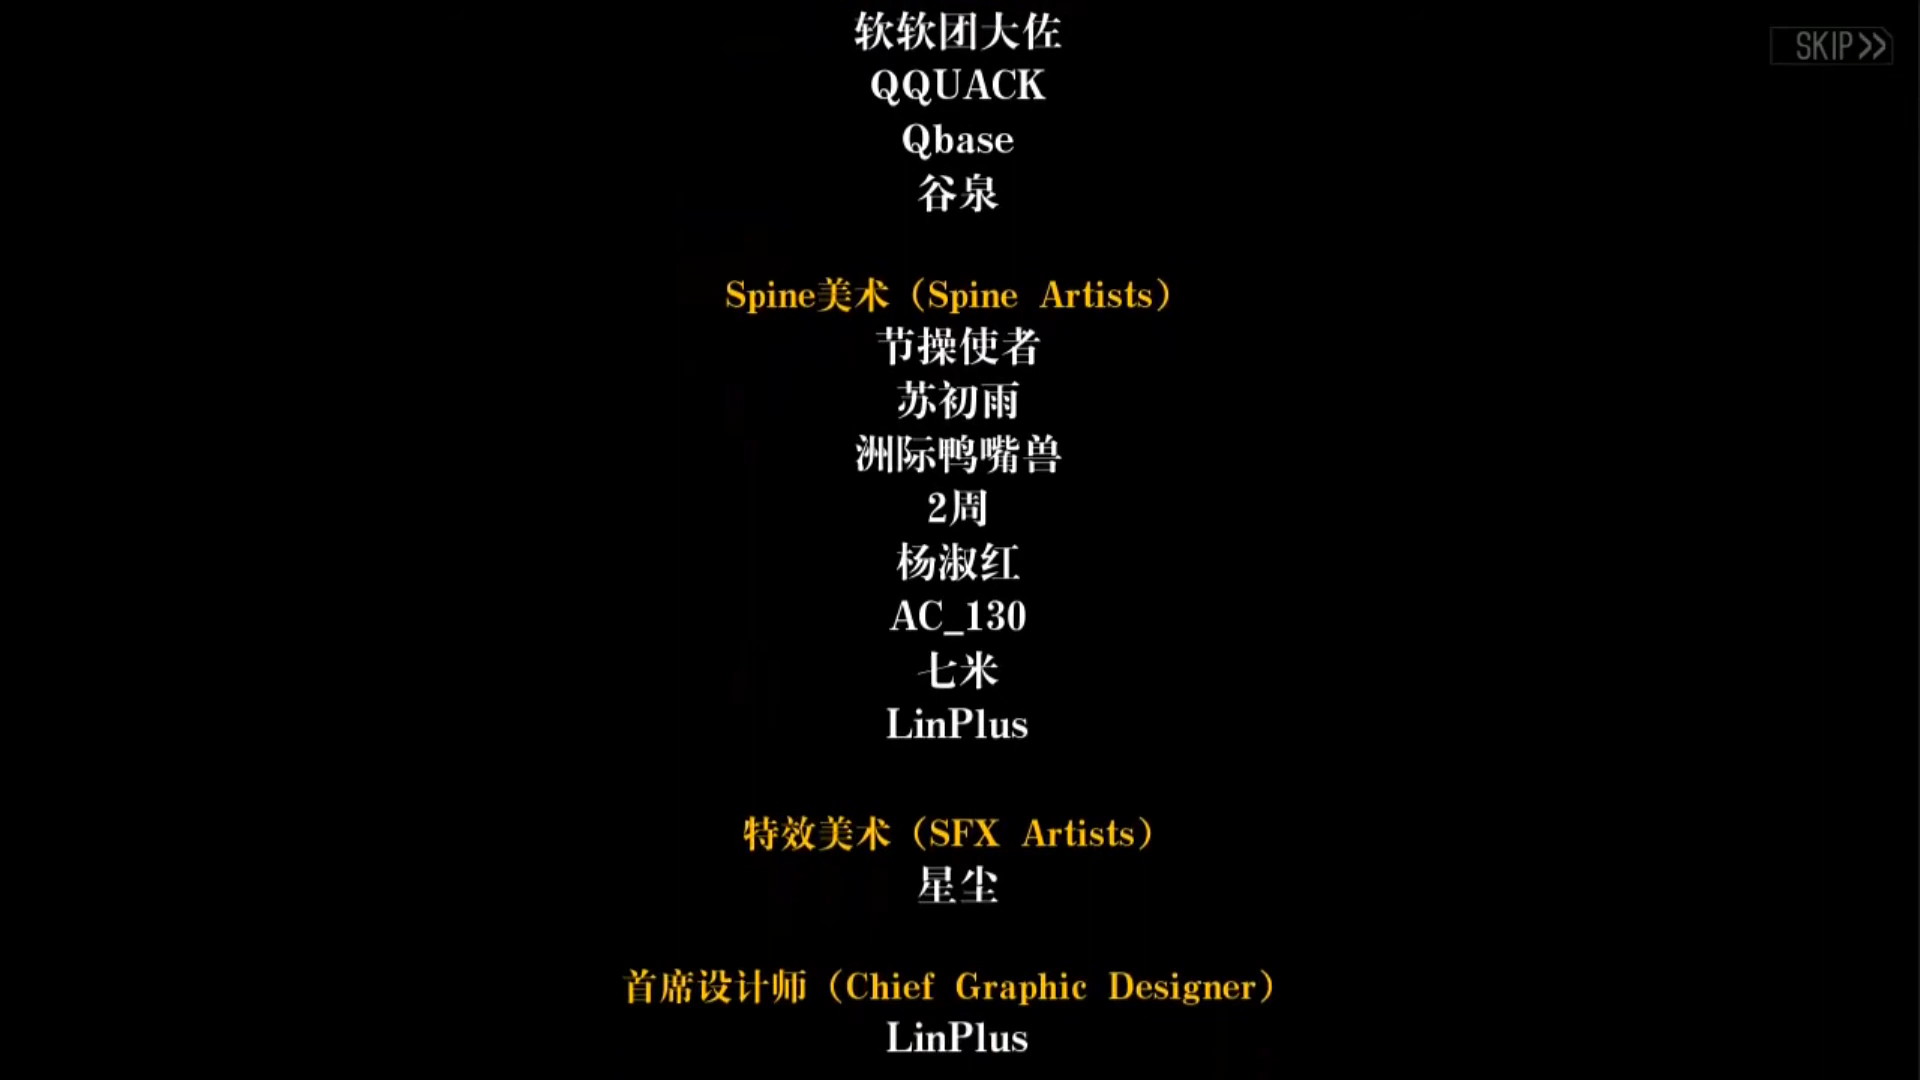 软软团大佐
SKIP>>
QQUACK
Qbase
谷泉
Spine美术（Spine Artists）
节操使者
苏初雨
洲际鸭嘴兽
2周
杨淑红
AC_130
七米
LinPlus
特效美术（SFX Artists）
星尘
首席设计师（Chief Graphic Designer）
LinPlus